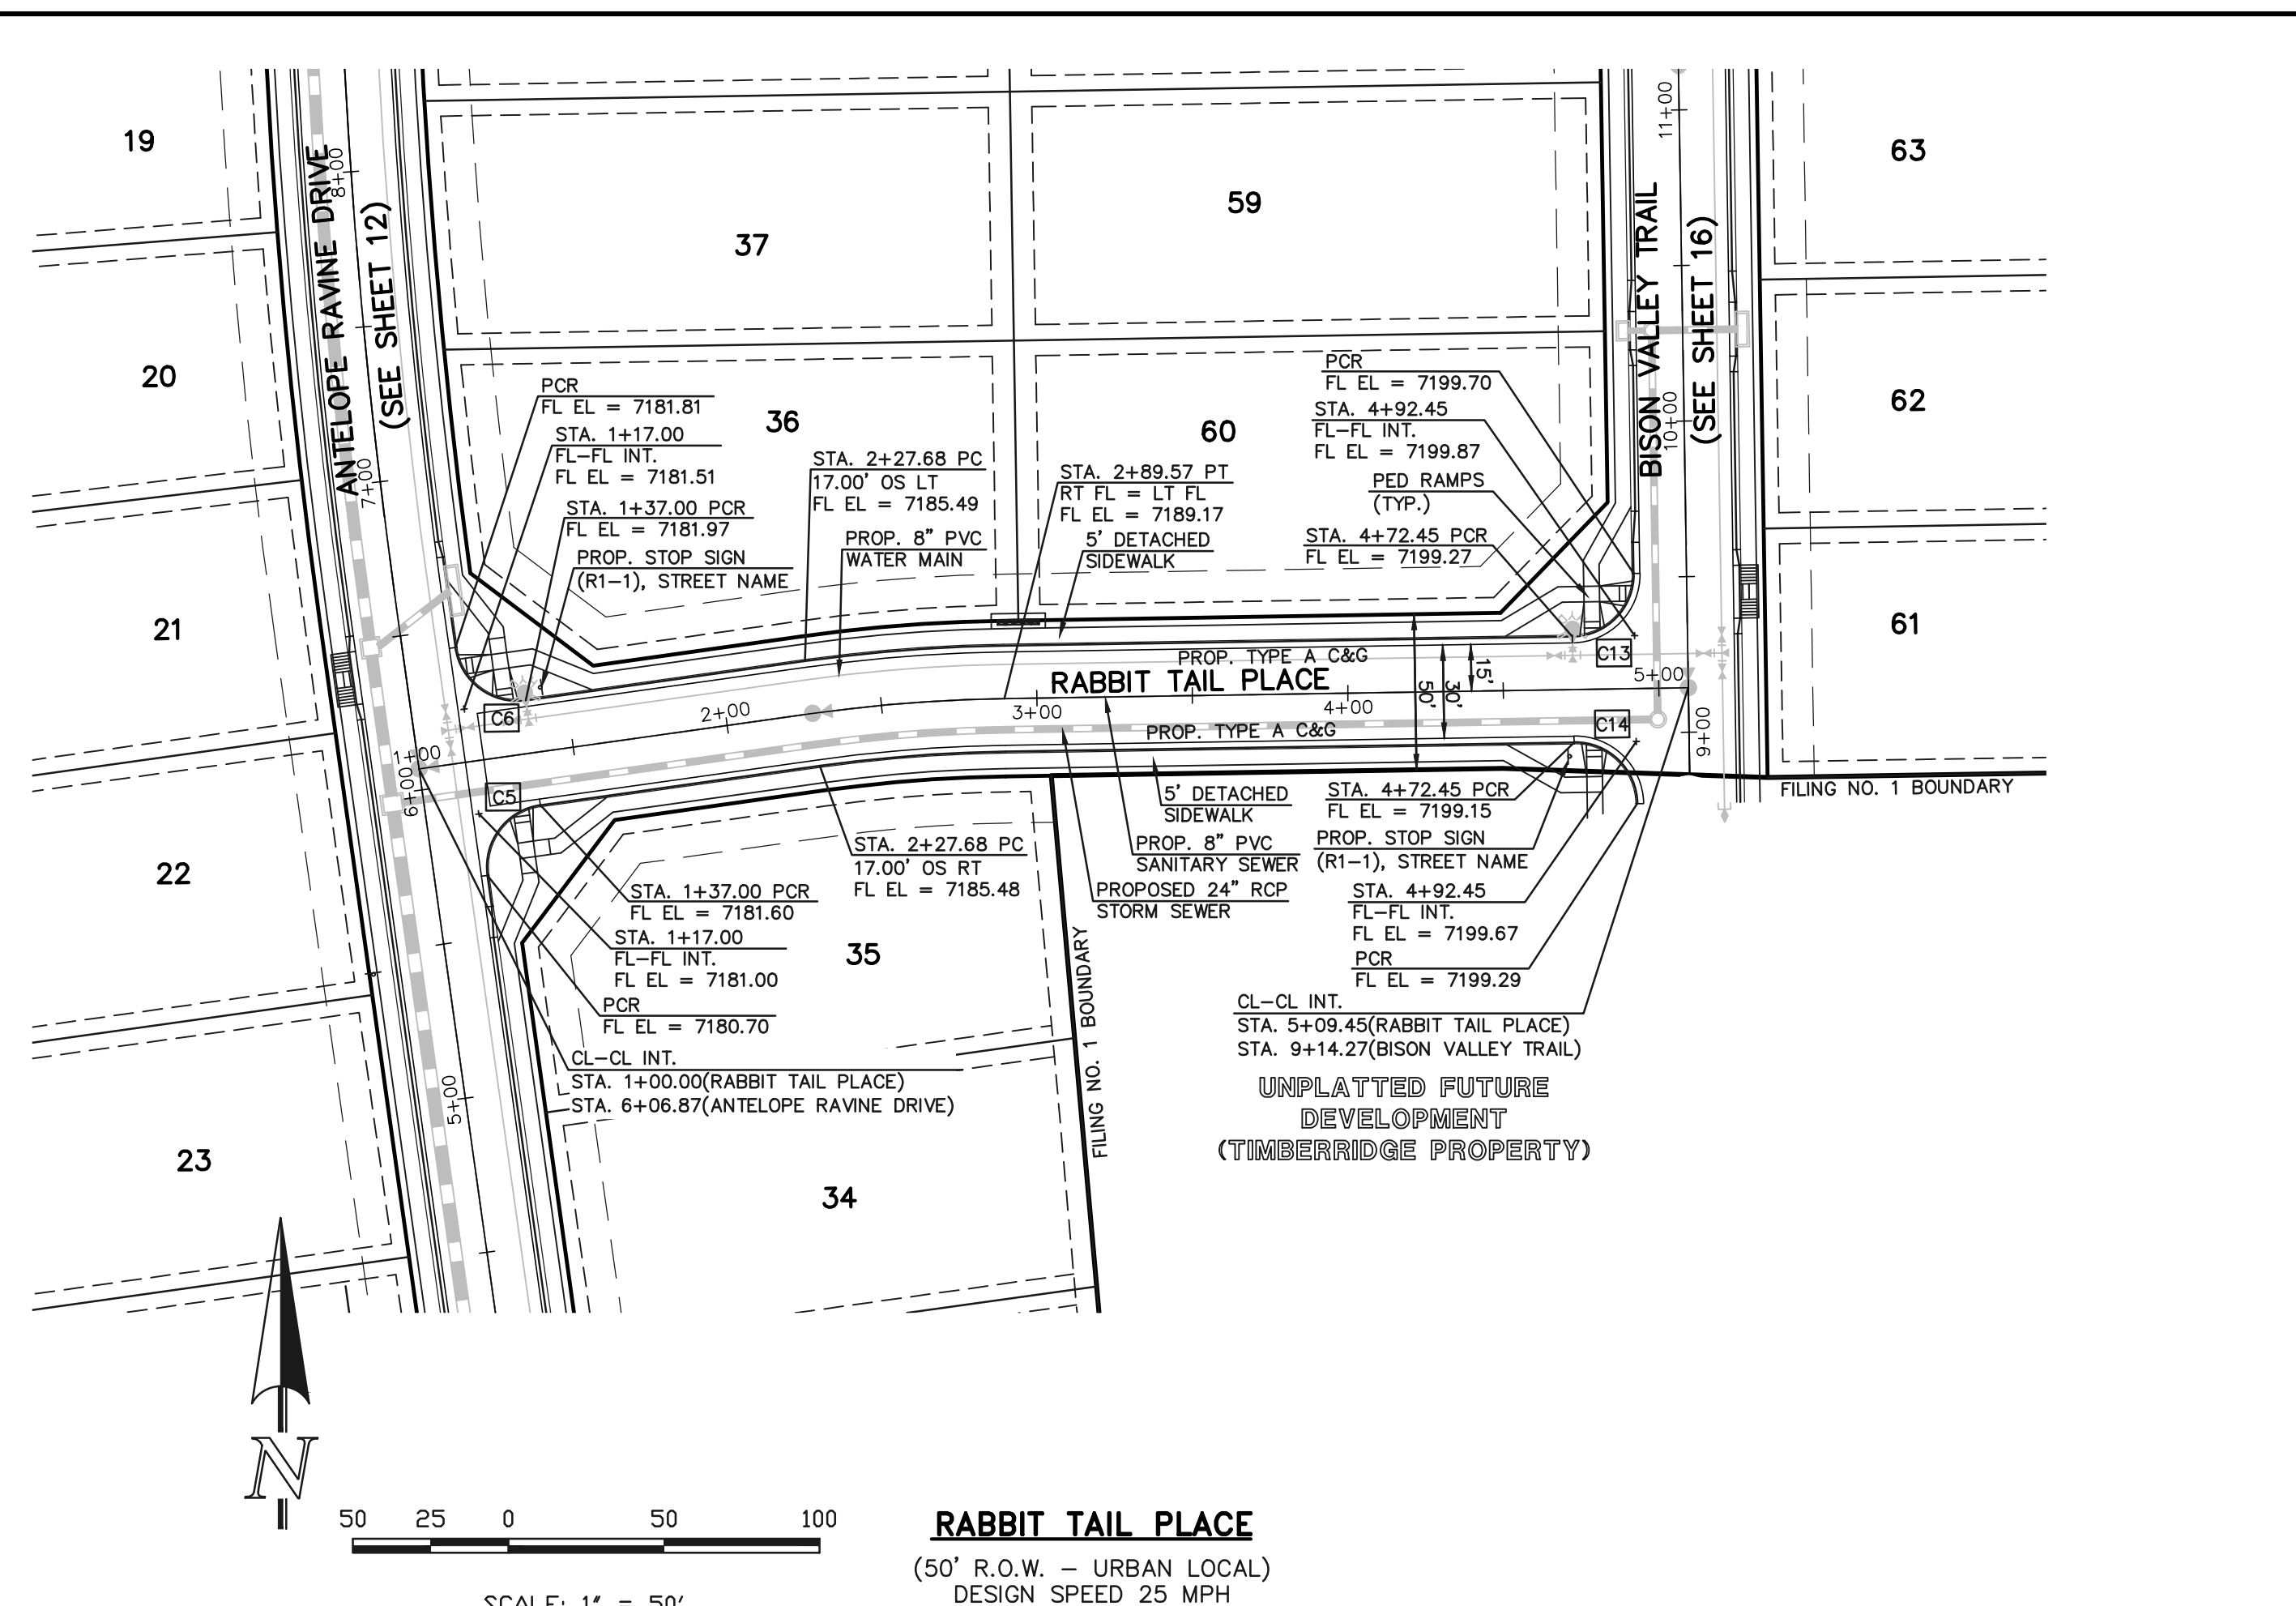 19
20
21
22
23
ANTELOPE RAVINE DRIVE
(SEE SHEET 12)
8+00
7+00
6+00
5+00
37
59
36
60
63
62
61
35
34
BISON VALLEY TRAIL
(SEE SHEET 16)
11+00
10+00
9+00
PCR
FL EL = 7181.81
STA. 1+17.00
FL-FL INT.
FL EL = 7181.51
STA. 1+37.00 PCR
FL EL = 7181.97
PROP. STOP SIGN
(R1-1), STREET NAME
STA. 2+27.68 PC
17.00' OS LT
FL EL = 7185.49
PROP. 8" PVC
WATER MAIN
STA. 2+89.57 PT
RT FL = LT FL
FL EL = 7189.17
5' DETACHED
SIDEWALK
PCR
FL EL = 7199.70
STA. 4+92.45
FL-FL INT.
FL EL = 7199.87
PED RAMPS
(TYP.)
STA. 4+72.45 PCR
FL EL = 7199.27
PROP. TYPE A C&G
RABBIT TAIL PLACE
1+00
2+00
3+00
4+00
5+00
PROP. TYPE A C&G
50'
30'
15'
C6
C5
C13
C14
FILING NO. 1 BOUNDARY
STA. 1+37.00 PCR
FL EL = 7181.60
STA. 1+17.00
FL-FL INT.
FL EL = 7181.00
PCR
FL EL = 7180.70
CL-CL INT.
STA. 1+00.00(RABBIT TAIL PLACE)
STA. 6+06.87(ANTELOPE RAVINE DRIVE)
STA. 2+27.68 PC
17.00' OS RT
FL EL = 7185.48
5' DETACHED
SIDEWALK
PROP. 8" PVC
SANITARY SEWER
PROPOSED 24" RCP
STORM SEWER
STA. 4+72.45 PCR
FL EL = 7199.15
PROP. STOP SIGN
(R1-1), STREET NAME
STA. 4+92.45
FL-FL INT.
FL EL = 7199.67
PCR
FL EL = 7199.29
CL-CL INT.
STA. 5+09.45(RABBIT TAIL PLACE)
STA. 9+14.27(BISON VALLEY TRAIL)
FILING NO. 1 BOUNDARY
UNPLATTED FUTURE
DEVELOPMENT
(TIMBERRIDGE PROPERTY)
N
50 25 0 50 100
SCALE: 1" = 50'
RABBIT TAIL PLACE
(50' R.O.W. - URBAN LOCAL)
DESIGN SPEED 25 MPH